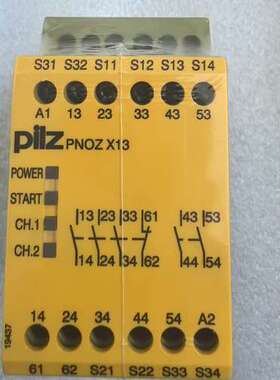 S31 S32 S11 S12 S13 S14
A1 13 23 33 43 53
pilz PNOZ X13
POWER
START
CH.1
CH.2
13 23 33 61 43 53
14 24 34 62 44 54
14 24 34 44 54 A2
61 62 S21 S22 S33 S34
19437